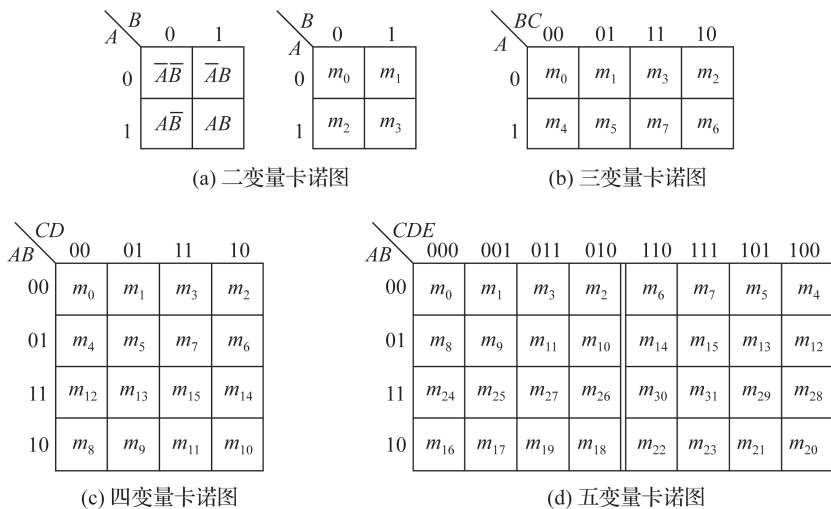 B B BC
A 0 1 A 0 1 A 00 01 11 10
0 A̅B̅ A̅B 0 m₀ m₁ 0 m₀ m₁ m₃ m₂
1 AB̅ AB 1 m₂ m₃ 1 m₄ m₅ m₇ m₆
(a) 二变量卡诺图 (b) 三变量卡诺图
CD CDE
AB 00 01 11 10 AB 000 001 011 010 110 111 101 100
00 m₀ m₁ m₃ m₂ 00 m₀ m₁ m₃ m₂ m₆ m₇ m₅ m₄
01 m₄ m₅ m₇ m₆ 01 m₈ m₉ m₁₁ m₁₀ m₁₄ m₁₅ m₁₃ m₁₂
11 m₁₂ m₁₃ m₁₅ m₁₄ 11 m₂₄ m₂₅ m₂₇ m₂₆ m₃₀ m₃₁ m₂₉ m₂₈
10 m₈ m₉ m₁₁ m₁₀ 10 m₁₆ m₁₇ m₁₉ m₁₈ m₂₂ m₂₃ m₂₁ m₂₀
(c) 四变量卡诺图 (d) 五变量卡诺图